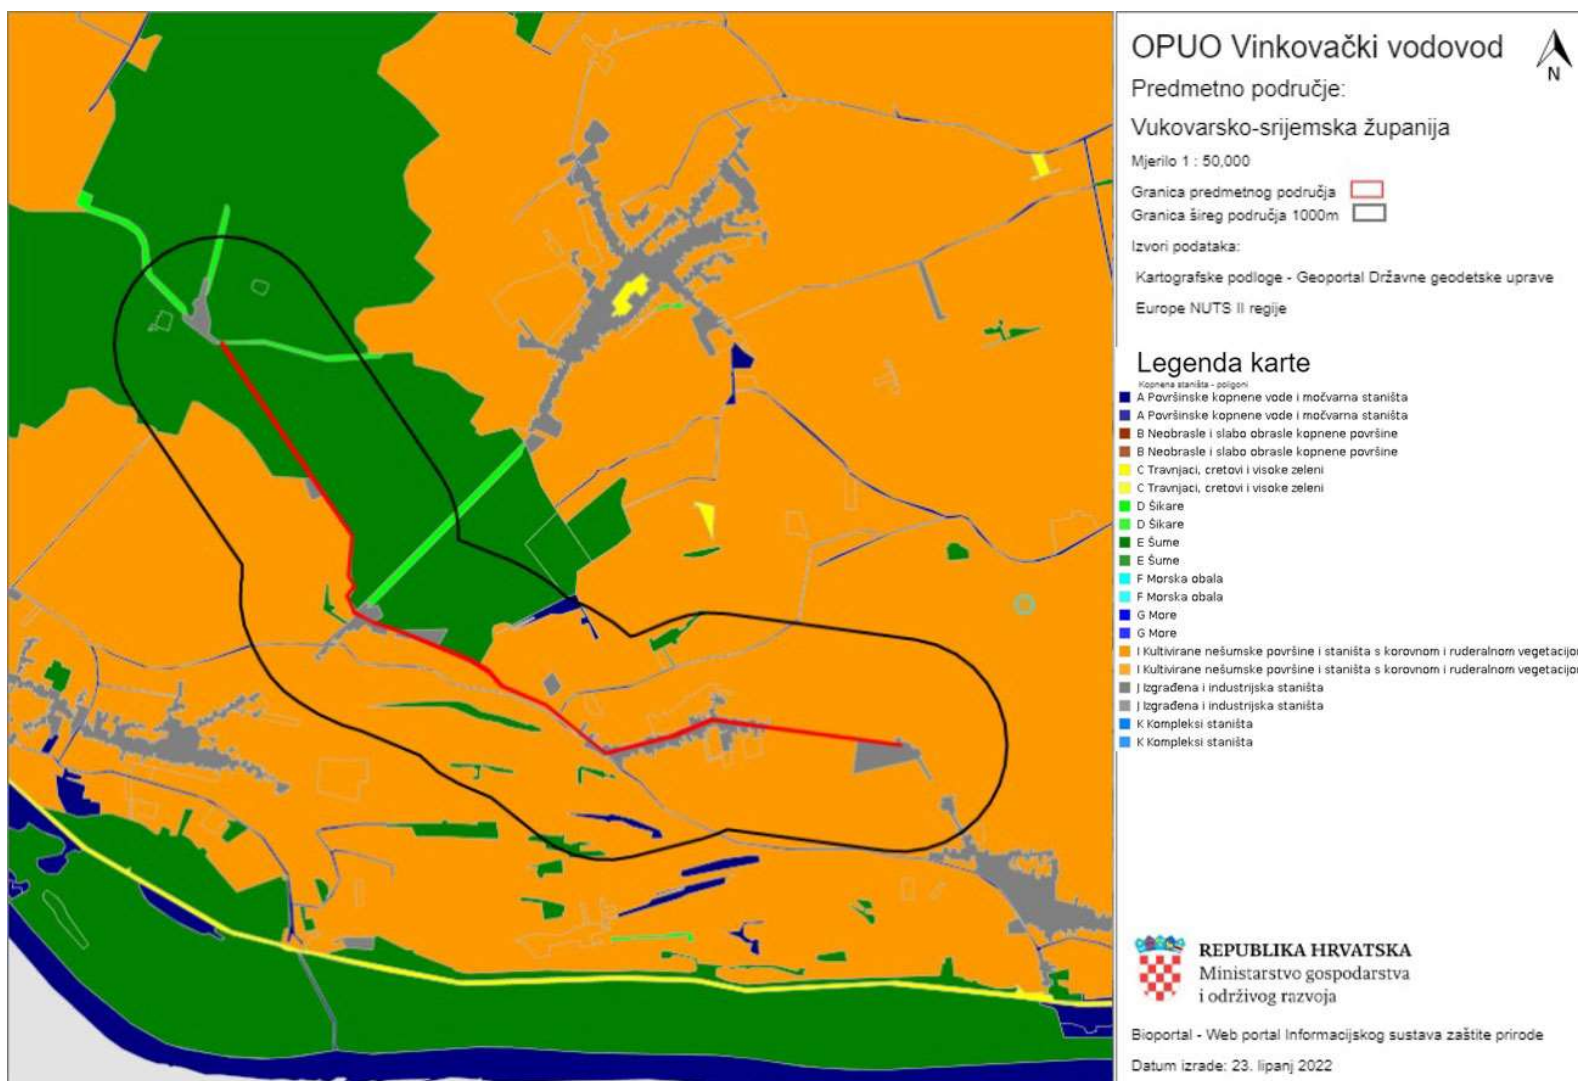 OPUO Vinkovački vodovod
N
Predmetno područje:
Vukovarsko-srijemska županija
Mjerilo 1 : 50,000
Granica predmetnog područja
Granica šireg područja 1000m
Izvori podataka:
Kartografske podloge - Geoportal Državne geodetske uprave
Europe NUTS II regije
Legenda karte
Kopnena staništa - poligoni
A Površinske kopnene vode i močvarna staništa
A Površinske kopnene vode i močvarna staništa
B Neobrasle i slabo obrasle kopnene površine
B Neobrasle i slabo obrasle kopnene površine
C Travnjaci, cretovi i visoke zeleni
C Travnjaci, cretovi i visoke zeleni
D Šikare
D Šikare
E Šume
E Šume
F Morska obala
F Morska obala
G More
G More
I Kultivirane nešumske površine i staništa s korovnom i ruderalnom vegetacijom
I Kultivirane nešumske površine i staništa s korovnom i ruderalnom vegetacijom
J Izgrađena i industrijska staništa
J Izgrađena i industrijska staništa
K Kompleksi staništa
K Kompleksi staništa
REPUBLIKA HRVATSKA
Ministarstvo gospodarstva
i održivog razvoja
Bioportal - Web portal Informacijskog sustava zaštite prirode
Datum izrade: 23. lipanj 2022